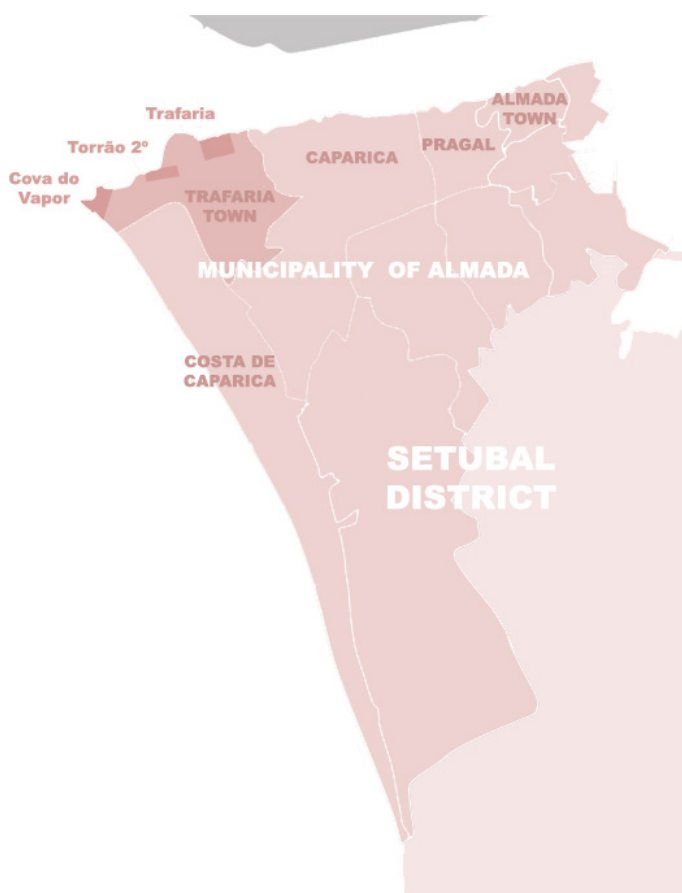 ALMADA
TOWN
Trafaria
PRAGAL
Torrão 2º
CAPARICA
Cova do
Vapor
TRAFARIA
TOWN
MUNICIPALITY OF ALMADA
COSTA DE
CAPARICA
SETUBAL
DISTRICT